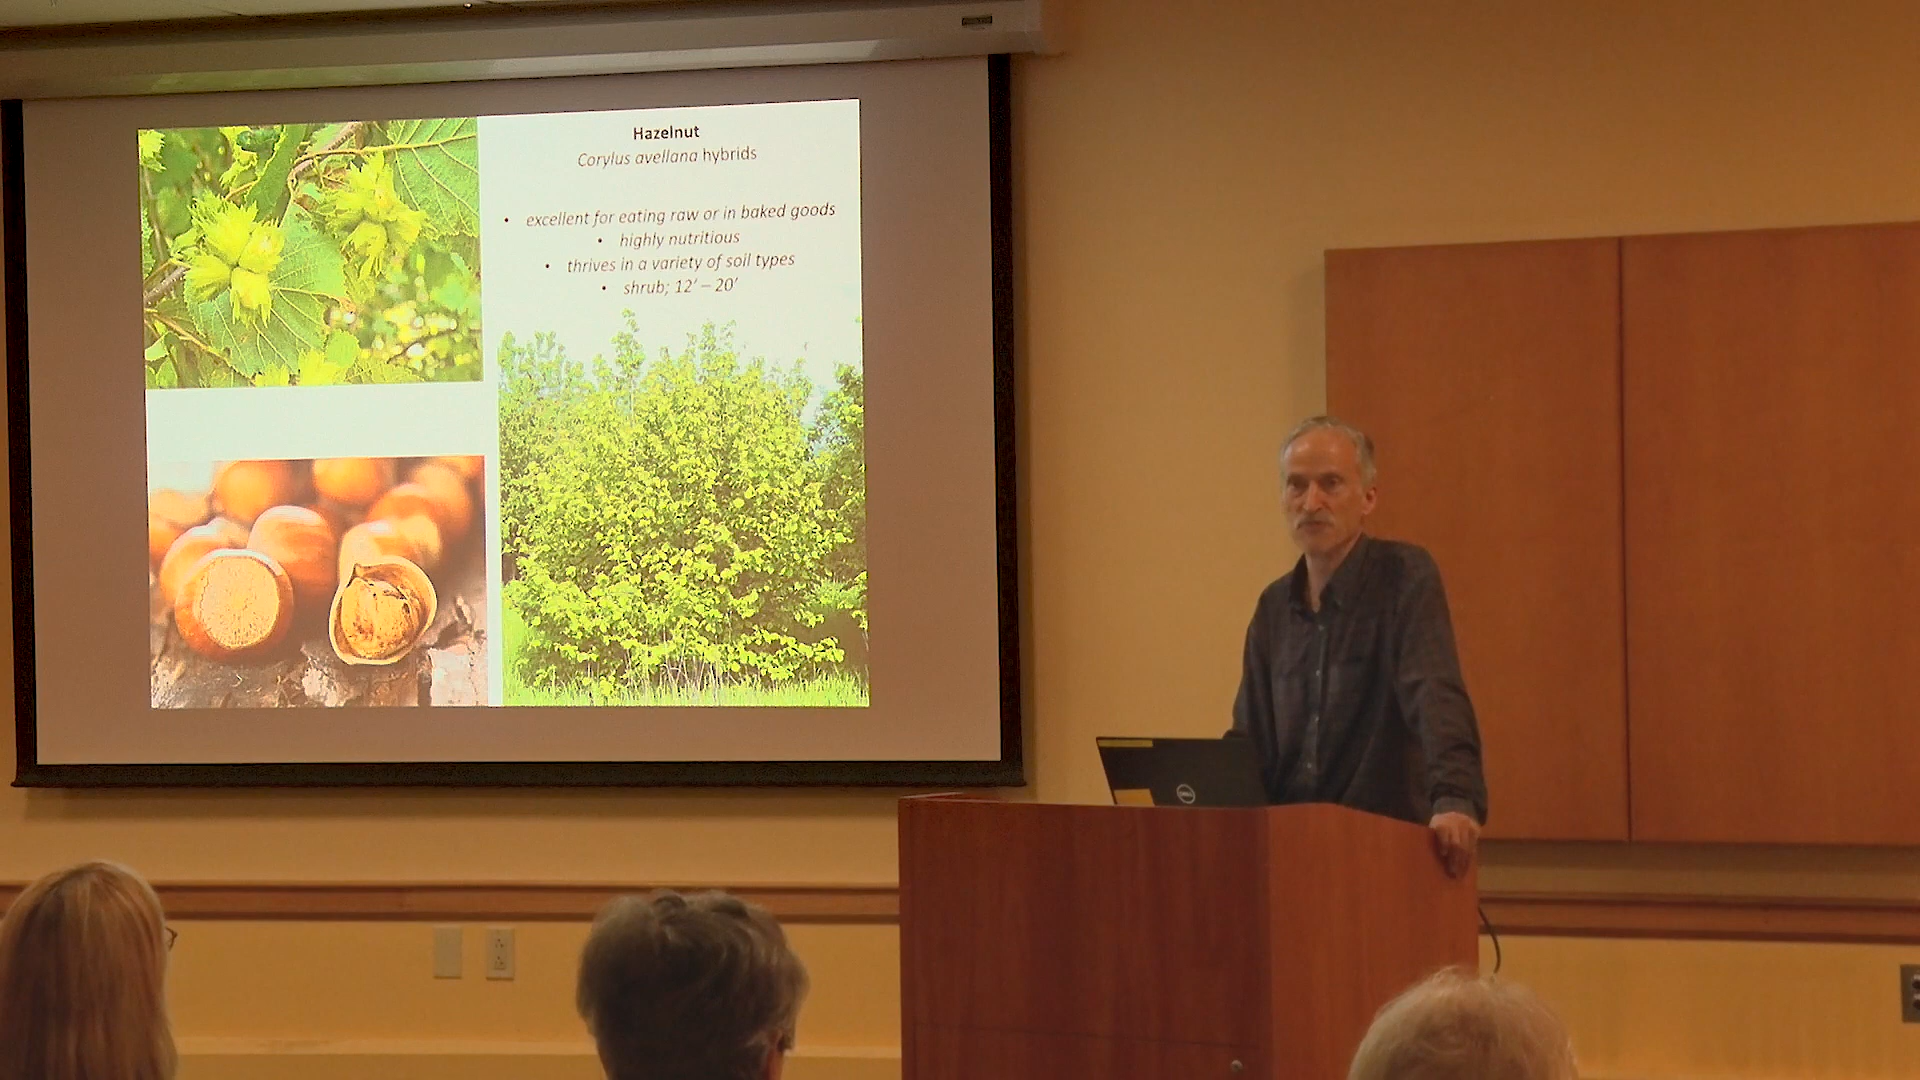 Hazelnut
Corylus avellana hybrids
• excellent for eating raw or in baked goods
• highly nutritious
• thrives in a variety of soil types
• shrub; 12' – 20'
DELL